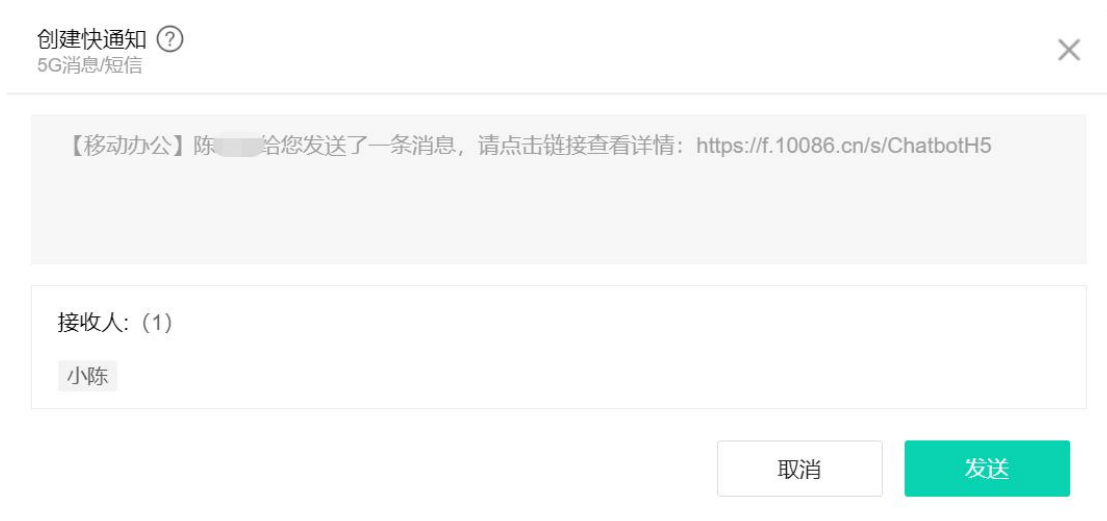 创建快通知 ?
5G消息/短信
【移动办公】陈 给您发送了一条消息，请点击链接查看详情：https://f.10086.cn/s/ChatbotH5
接收人:（1）
小陈
取消
发送